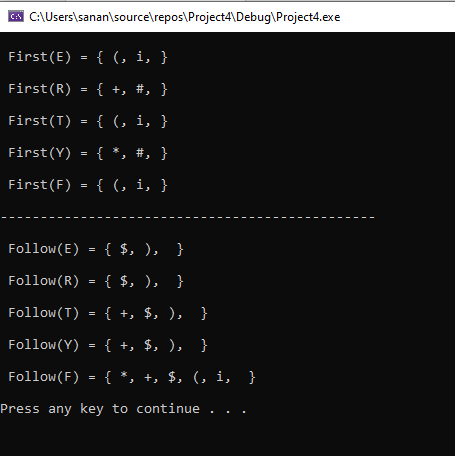 C:\Users\sanan\source\repos\Project4\Debug\Project4.exe
First(E) = { (, i, }
First(R) = { +, #, }
First(T) = { (, i, }
First(Y) = { *, #, }
First(F) = { (, i, }
-----------------------------------------------
Follow(E) = { $, ),  }
Follow(R) = { $, ),  }
Follow(T) = { +, $, ),  }
Follow(Y) = { +, $, ),  }
Follow(F) = { *, +, $, (, i,  }
Press any key to continue . . .